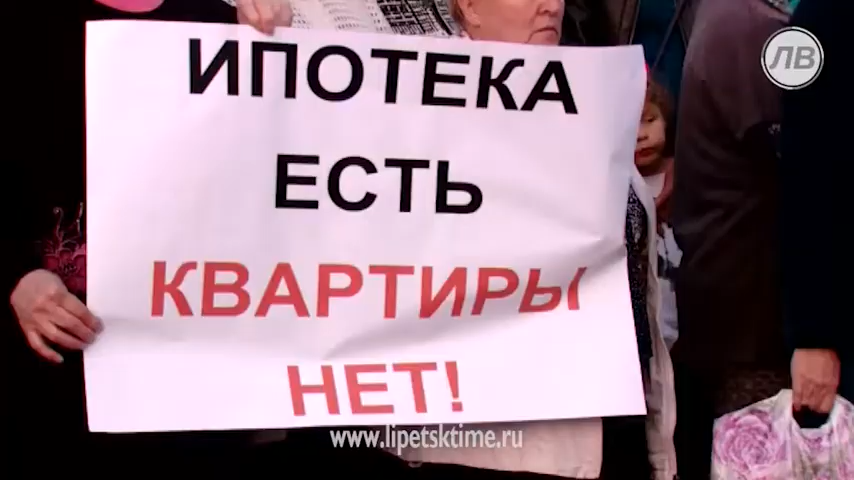 ЛВ
ИПОТЕКА
ЕСТЬ
КВАРТИРЫ
НЕТ!
www.lipetsktime.ru